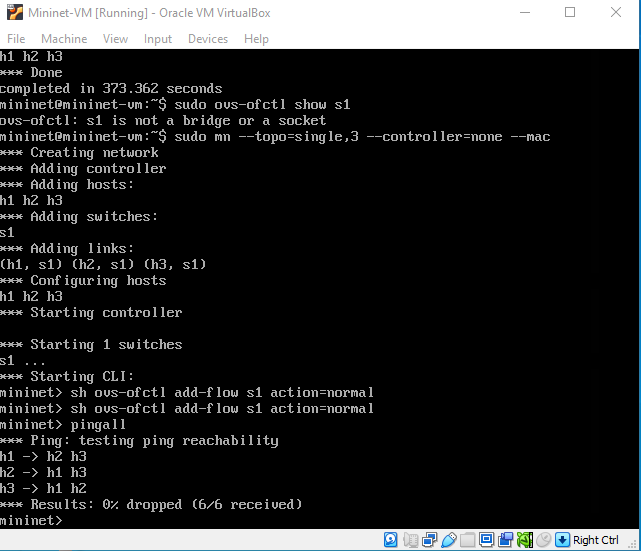 Mininet-VM [Running] - Oracle VM VirtualBox
File Machine View Input Devices Help
h1 h2 h3
*** Done
completed in 373.362 seconds
mininet@mininet-vm:~$ sudo ovs-ofctl show s1
ovs-ofctl: s1 is not a bridge or a socket
mininet@mininet-vm:~$ sudo mn --topo=single,3 --controller=none --mac
*** Creating network
*** Adding controller
*** Adding hosts:
h1 h2 h3
*** Adding switches:
s1
*** Adding links:
(h1, s1) (h2, s1) (h3, s1)
*** Configuring hosts
h1 h2 h3
*** Starting controller

*** Starting 1 switches
s1 ...
*** Starting CLI:
mininet> sh ovs-ofctl add-flow s1 action=normal
mininet> sh ovs-ofctl add-flow s1 action=normal
mininet> pingall
*** Ping: testing ping reachability
h1 -> h2 h3
h2 -> h1 h3
h3 -> h1 h2
*** Results: 0% dropped (6/6 received)
mininet>
Right Ctrl